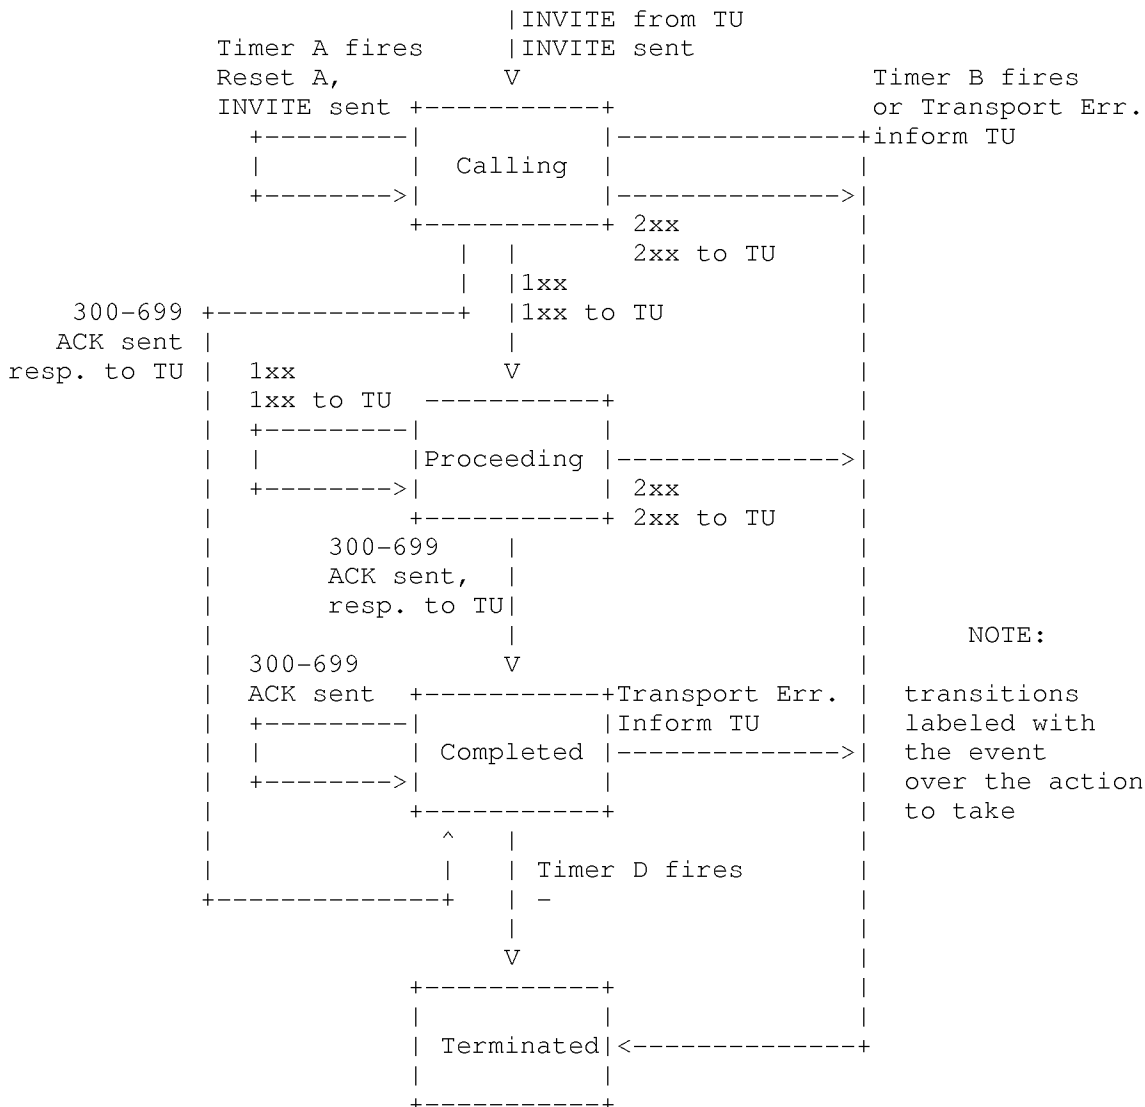 |INVITE from TU
Timer A fires     |INVITE sent
Reset A,          V                      Timer B fires
INVITE sent +-----------+                or Transport Err.
+---------|           |---------------+inform TU
|         |  Calling  |               |
+-------->|           |-------------->|
+-----------+ 2xx           |
|  |       2xx to TU     |
|  |1xx                  |
300-699 +---------------+  |1xx to TU            |
ACK sent |                  |                     |
resp. to TU |  1xx             V                     |
|  1xx to TU  -----------+               |
|  +---------|           |               |
|  |         |Proceeding |-------------->|
|  +-------->|           | 2xx           |
|            +-----------+ 2xx to TU     |
|       300-699    |                     |
|       ACK sent,  |                     |
|       resp. to TU|                     |
|                  |                     |      NOTE:
|  300-699         V                     |
|  ACK sent  +-----------+Transport Err. |  transitions
|  +---------|           |Inform TU      |  labeled with
|  |         | Completed |-------------->|  the event
|  +-------->|           |               |  over the action
|            +-----------+               |  to take
|              ^   |                     |
|              |   | Timer D fires       |
+--------------+   | -                   |
|                     |
V                     |
+-----------+               |
|           |               |
| Terminated|<--------------+
|           |
+-----------+